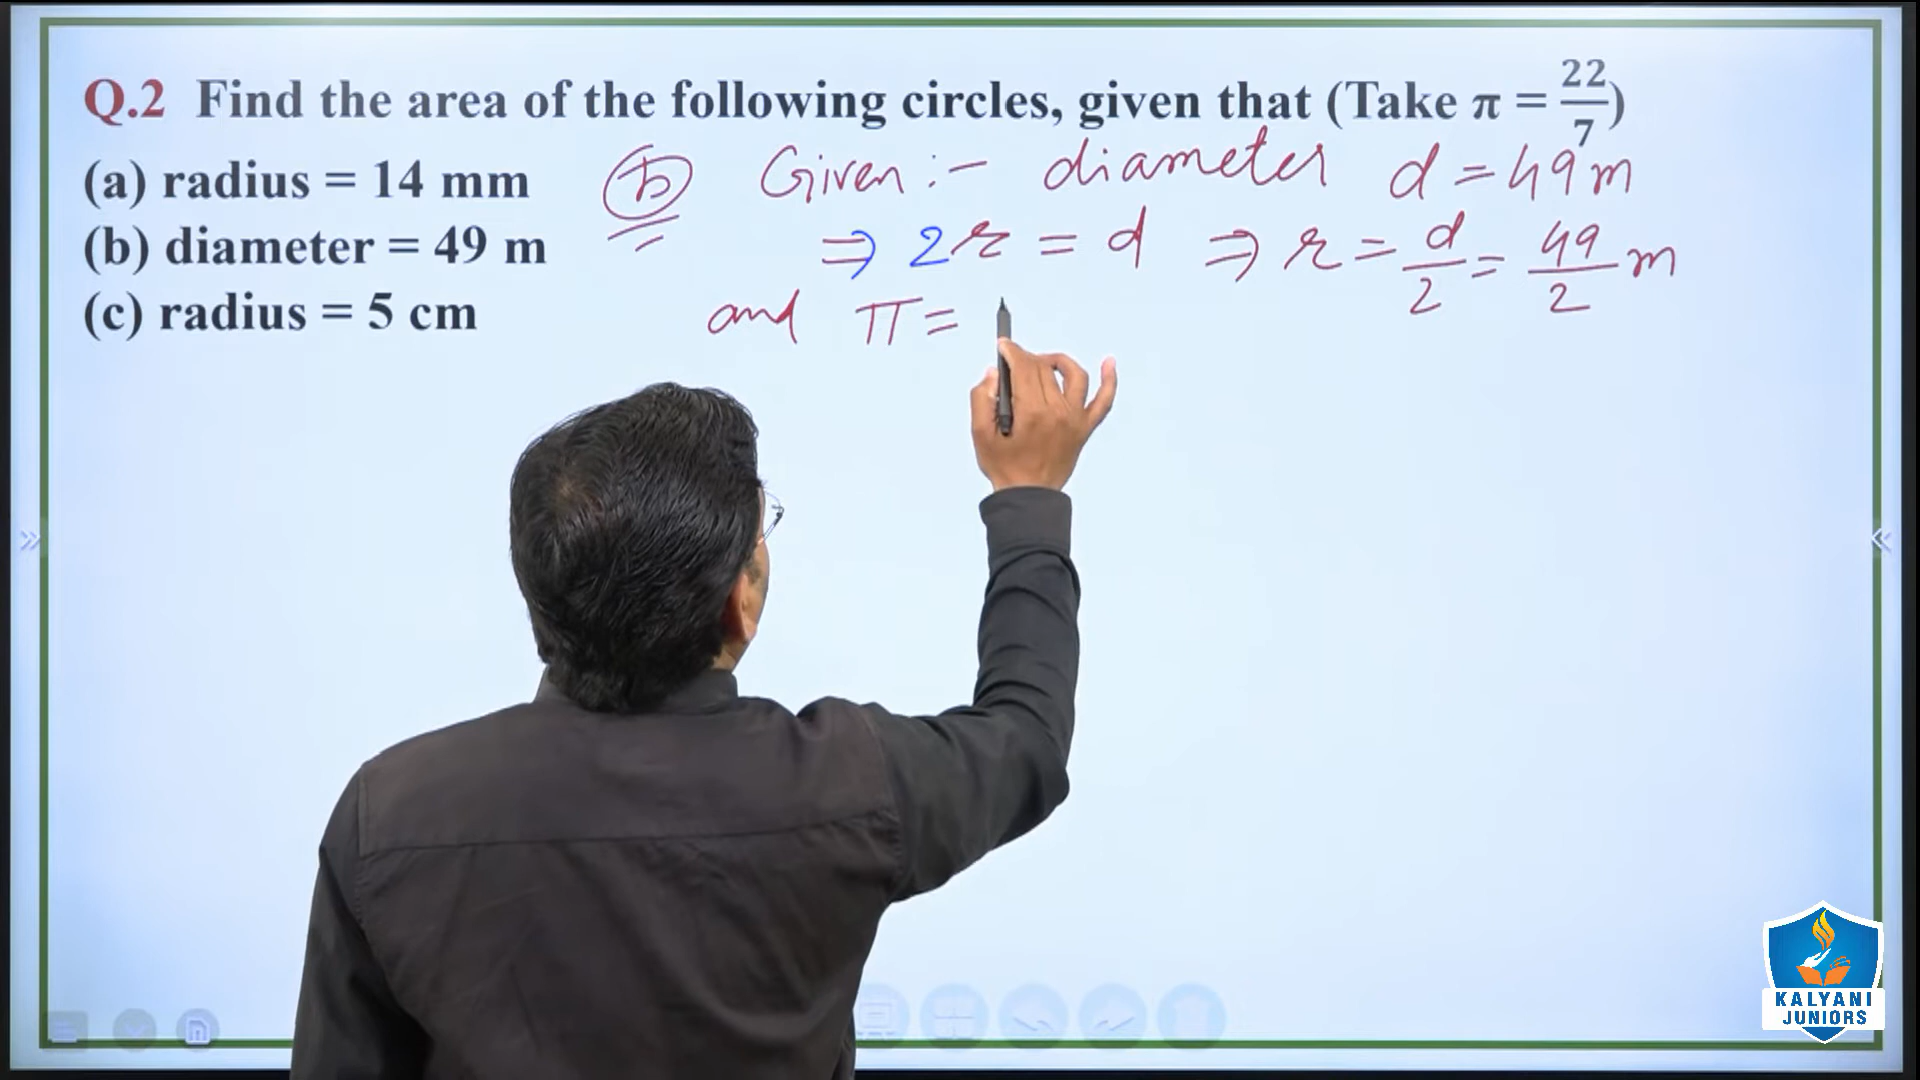 Q.2 Find the area of the following circles, given that (Take π = 22/7)
(a) radius = 14 mm
(b) diameter = 49 m
(c) radius = 5 cm
(b) Given :- diameter d = 49 m
⇒ 2r = d ⇒ r = d/2 = 49/2 m
and π =
KALYANI
JUNIORS